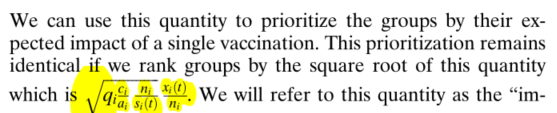 We can use this quantity to prioritize the groups by their ex-
pected impact of a single vaccination. This prioritization remains
identical if we rank groups by the square root of this quantity
which is √(q_i c_i/a_i n_i/s_i(t)) x_i(t)/n_i. We will refer to this quantity as the “im-